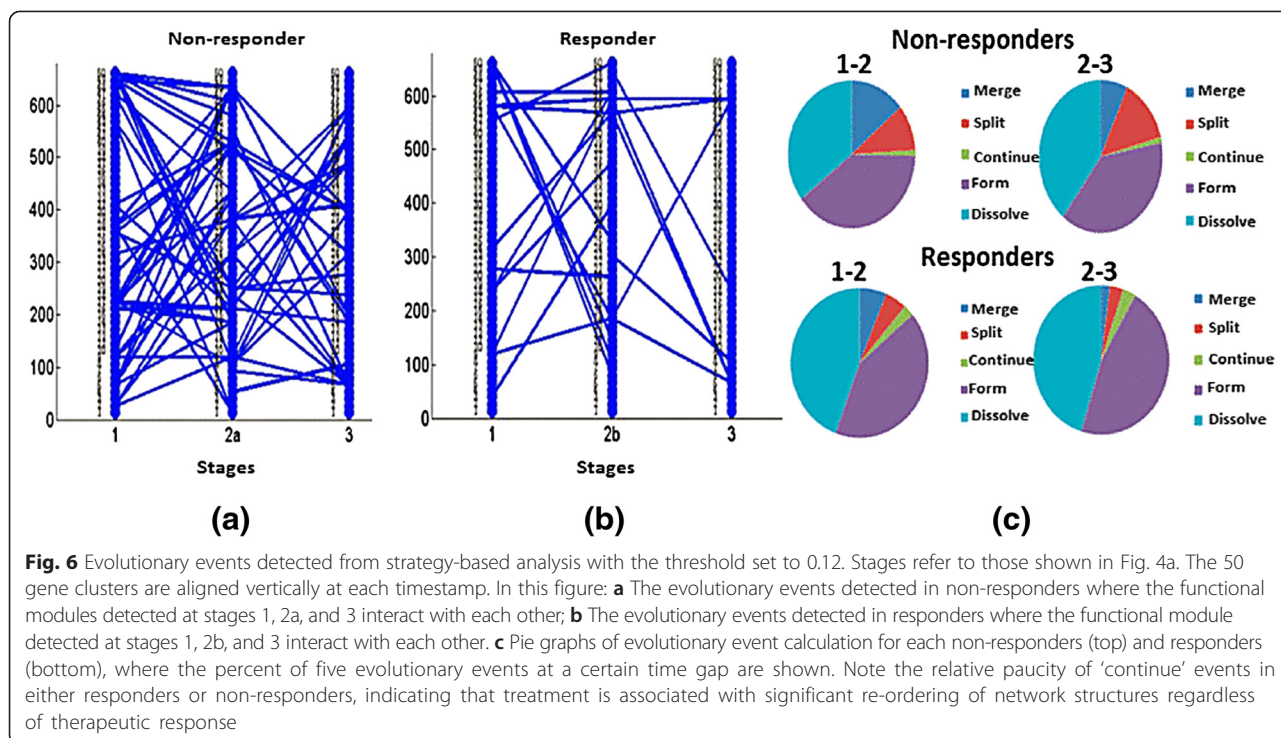 Non-responder
600
500
400
300
200
100
0
1 2a 3
Stages
(a)
Responder
600
500
400
300
200
100
0
1 2b 3
Stages
(b)
Non-responders
1-2
Merge
Split
Continue
Form
Dissolve
2-3
Merge
Split
Continue
Form
Dissolve
Responders
1-2
Merge
Split
Continue
Form
Dissolve
2-3
Merge
Split
Continue
Form
Dissolve
(c)
Fig. 6 Evolutionary events detected from strategy-based analysis with the threshold set to 0.12. Stages refer to those shown in Fig. 4a. The 50
gene clusters are aligned vertically at each timestamp. In this figure: a The evolutionary events detected in non-responders where the functional
modules detected at stages 1, 2a, and 3 interact with each other; b The evolutionary events detected in responders where the functional module
detected at stages 1, 2b, and 3 interact with each other. c Pie graphs of evolutionary event calculation for each non-responders (top) and responders
(bottom), where the percent of five evolutionary events at a certain time gap are shown. Note the relative paucity of 'continue' events in
either responders or non-responders, indicating that treatment is associated with significant re-ordering of network structures regardless
of therapeutic response